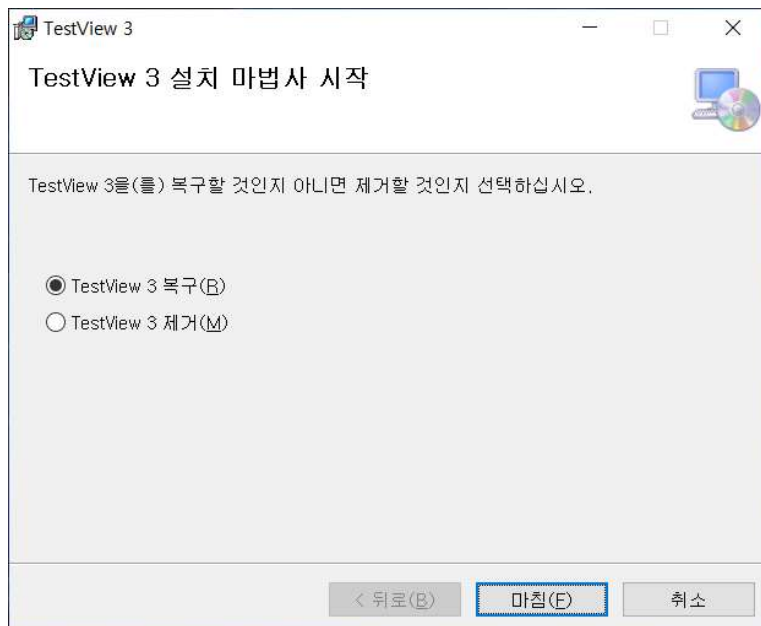 TestView 3
TestView 3 설치 마법사 시작
TestView 3을(를) 복구할 것인지 아니면 제거할 것인지 선택하십시오.
TestView 3 복구(R)
TestView 3 제거(M)
< 뒤로(B)
마침(F)
취소